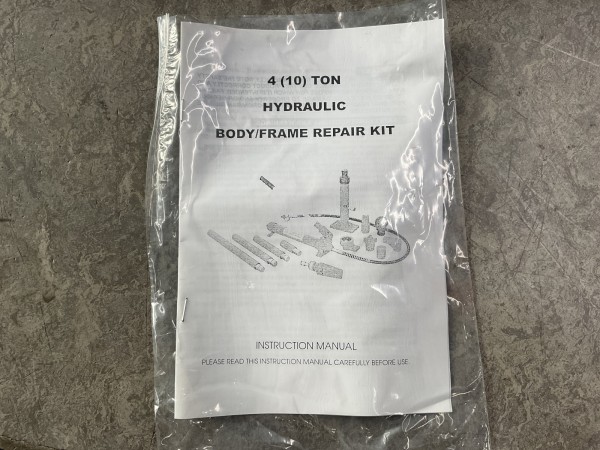 4 (10) TON
HYDRAULIC
BODY/FRAME REPAIR KIT
INSTRUCTION MANUAL
PLEASE READ THIS INSTRUCTION MANUAL CAREFULLY BEFORE USE.